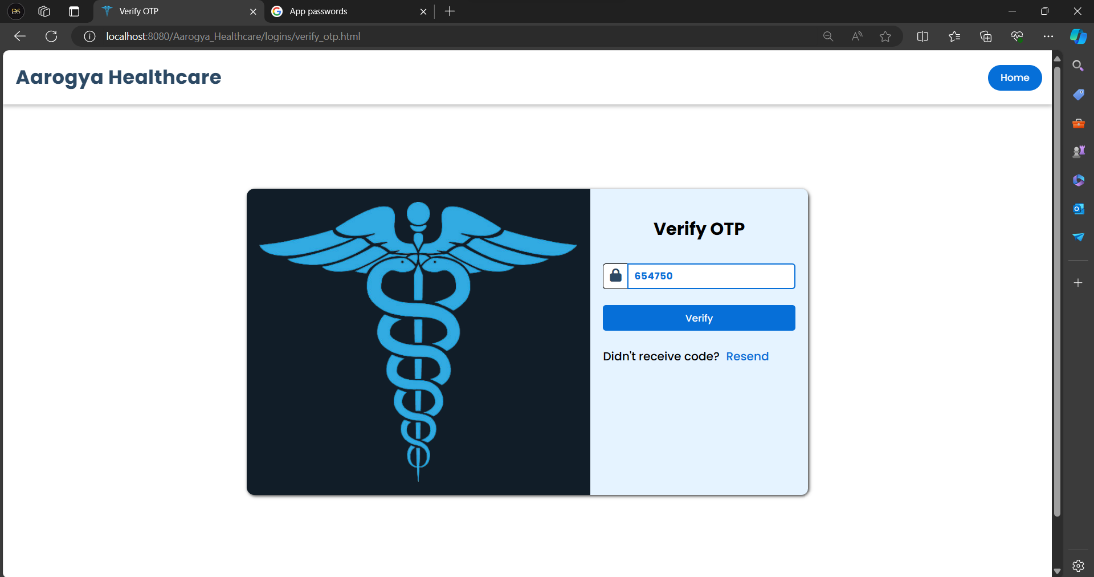 Verify OTP
App passwords
localhost:8080/Aarogya_Healthcare/logins/verify_otp.html
Aarogya Healthcare
Home
Verify OTP
654750
Verify
Didn't receive code? Resend